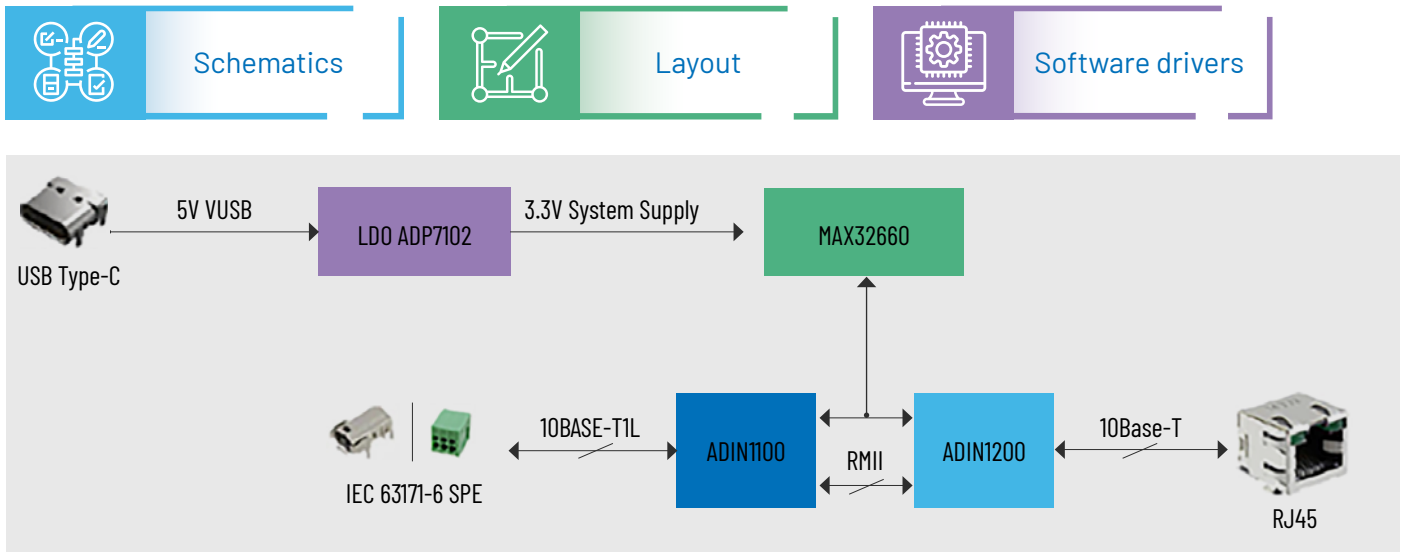 Schematics
Layout
Software drivers
5V VUSB
3.3V System Supply
LDO ADP7102
MAX32660
USB Type-C
10BASE-T1L
10Base-T
ADIN1100
RMII
ADIN1200
IEC 63171-6 SPE
RJ45